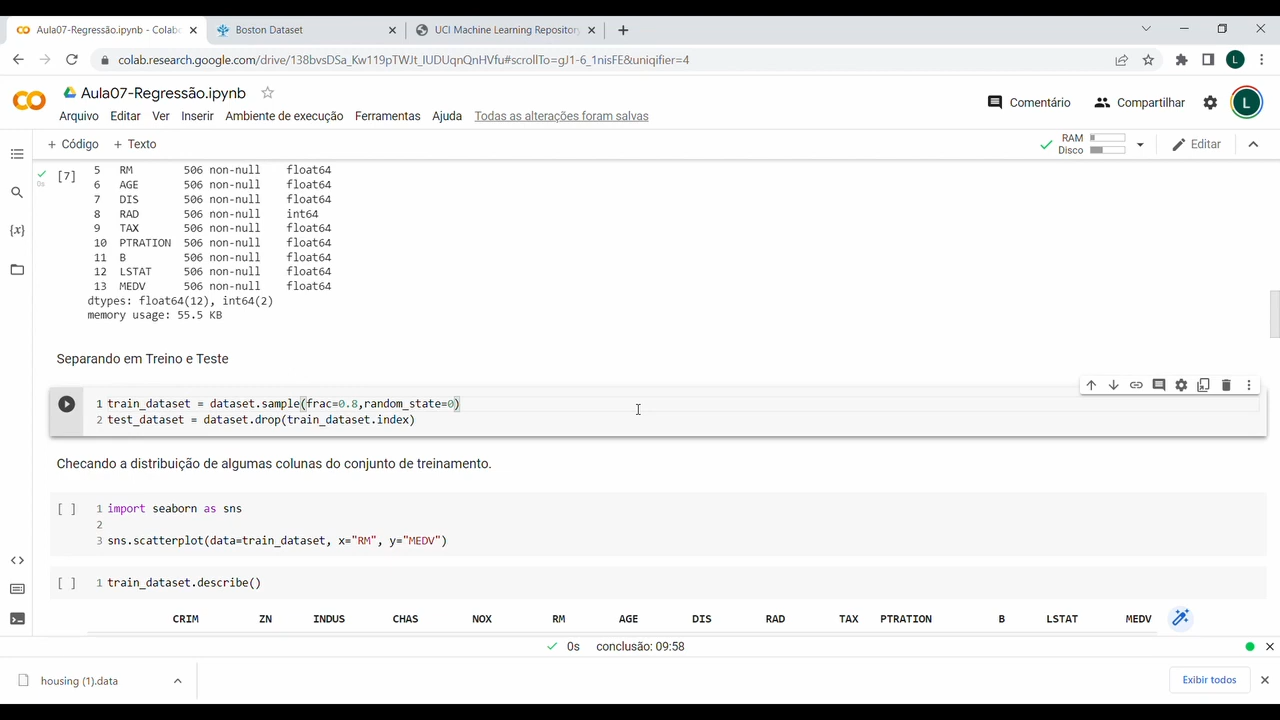 Aula07-Regressão.ipynb - Colab
Boston Dataset
UCI Machine Learning Repository
colab.research.google.com/drive/138bvsDSa_Kw119pTWJt_IUDUqnQnHVfu#scrollTo=gJ1-6_1nisFE&uniqifier=4
L
Aula07-Regressão.ipynb
Comentário
Compartilhar
L
Arquivo Editar Ver Inserir Ambiente de execução Ferramentas Ajuda Todas as alterações foram salvas
+ Código + Texto
RAM
Disco
Editar
0s
[7]
5 RM 506 non-null float64
6 AGE 506 non-null float64
7 DIS 506 non-null float64
8 RAD 506 non-null int64
9 TAX 506 non-null float64
10 PTRATION 506 non-null float64
11 B 506 non-null float64
12 LSTAT 506 non-null float64
13 MEDV 506 non-null float64
dtypes: float64(12), int64(2)
memory usage: 55.5 KB
Separando em Treino e Teste
1 train_dataset = dataset.sample(frac=0.8,random_state=0)
2 test_dataset = dataset.drop(train_dataset.index)
Checando a distribuição de algumas colunas do conjunto de treinamento.
[ ] 1 import seaborn as sns
2
3 sns.scatterplot(data=train_dataset, x="RM", y="MEDV")
[ ] 1 train_dataset.describe()
CRIM ZN INDUS CHAS NOX RM AGE DIS RAD TAX PTRATION B LSTAT MEDV
0s conclusão: 09:58
housing (1).data
Exibir todos